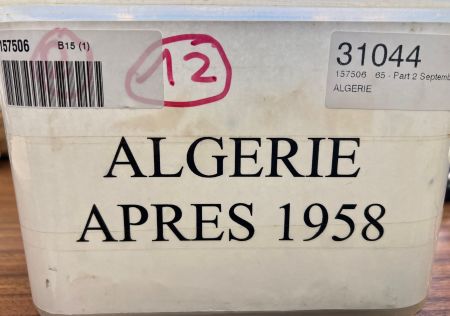 157506 B15 (1)
12
31044
157506 65 - Part 2 Septemb
ALGERIE
ALGERIE
APRES 1958